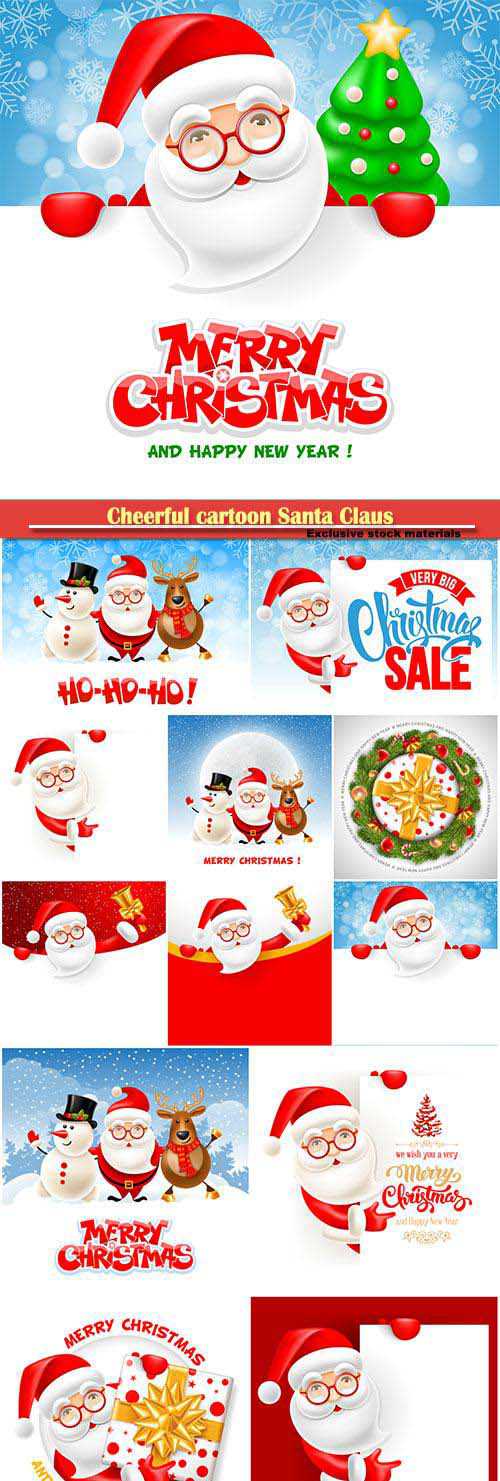 MERRY
CHRISTMAS
AND HAPPY NEW YEAR !
Cheerful cartoon Santa Claus
Exclusive stock materials
HO-HO-HO!
VERY BIG
Christmas
SALE
MERRY CHRISTMAS !
MERRY
CHRISTMAS
we wish you a very
Merry
Christmas
and Happy New Year
MERRY CHRISTMAS